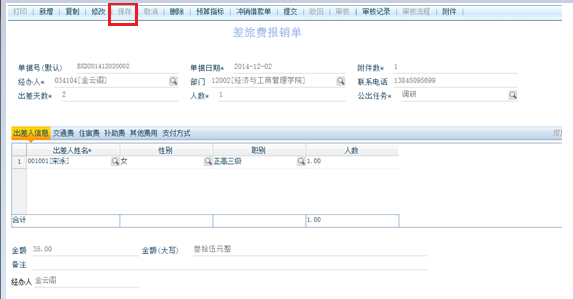 打印 新增 复制 修改 保存 取消 删除 预算指标 冲销借款单 提交 收回 审核 审核记录 审核流程 附件
差旅费报销单
单据号(默认) BXD201412020002 单据日期* 2014-12-02 附件数* 1
经办人* 034104[金云阁] 部门 12002[经济与工商管理学院] 联系电话 13845095699
出差天数* 2 人数* 1 公出任务* 调研
出差人信息 交通费 住宿费 补助费 其他费用 支付方式
出差人姓名* 性别 职别 人数
1 001001[宋泳] 女 正高三级 1.00
合计 1.00
金额 35.00 金额(大写) 叁拾伍元整
备注
经办人 金云阁